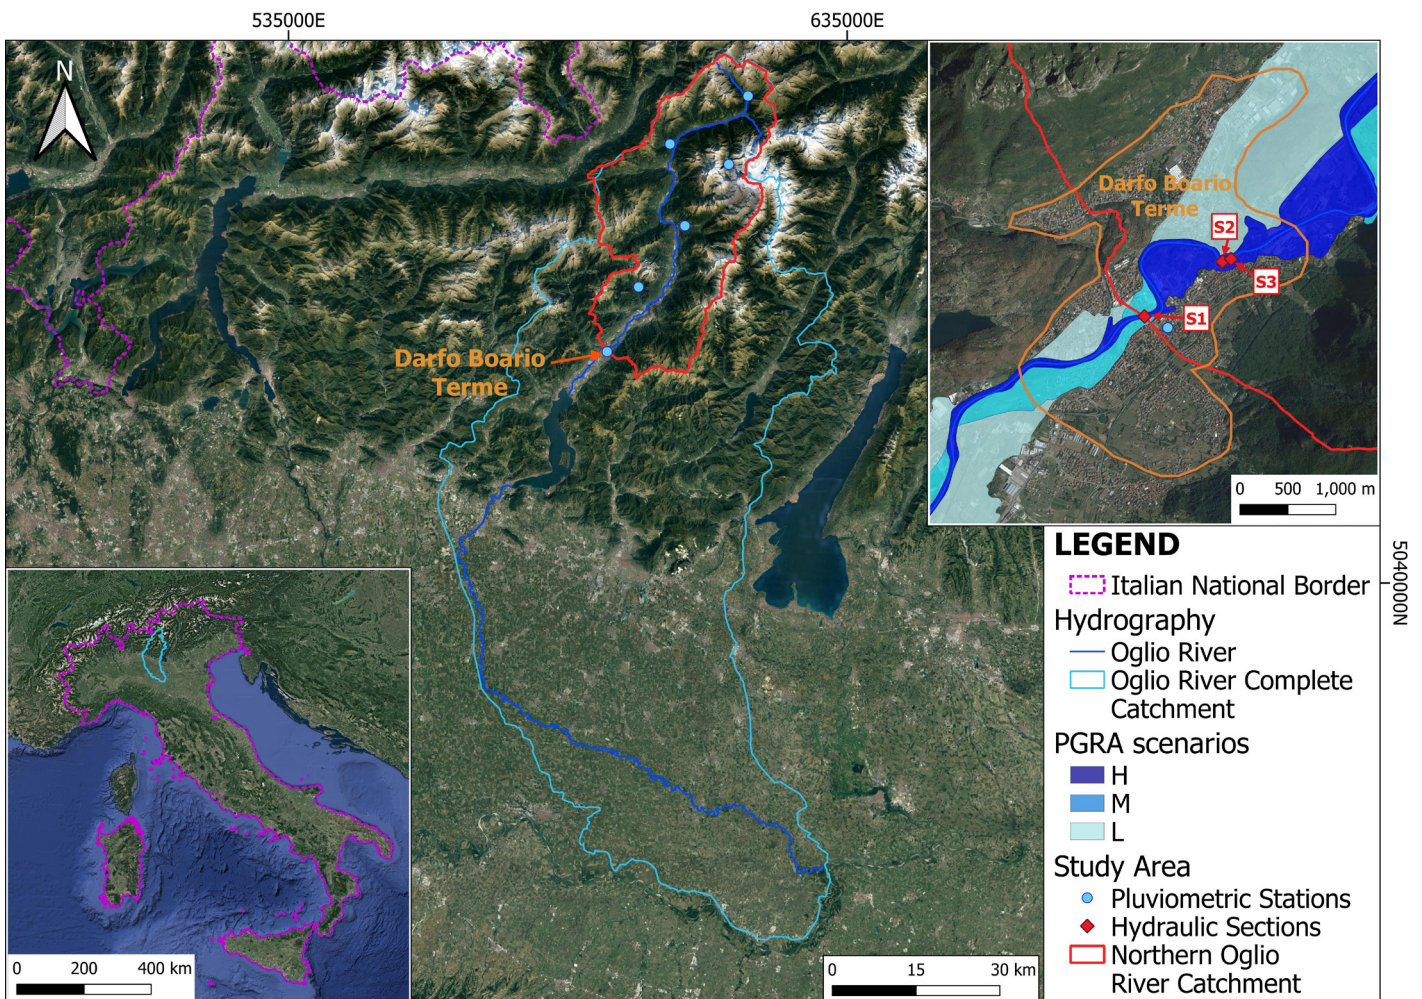 535000E
635000E
N
Darfo Boario
Terme
Darfo Boario
Terme
S2
S3
S1
0 500 1,000 m
LEGEND
Italian National Border
Hydrography
Oglio River
Oglio River Complete
Catchment
PGRA scenarios
H
M
L
Study Area
Pluviometric Stations
Hydraulic Sections
Northern Oglio
River Catchment
5040000N
0 200 400 km
0 15 30 km